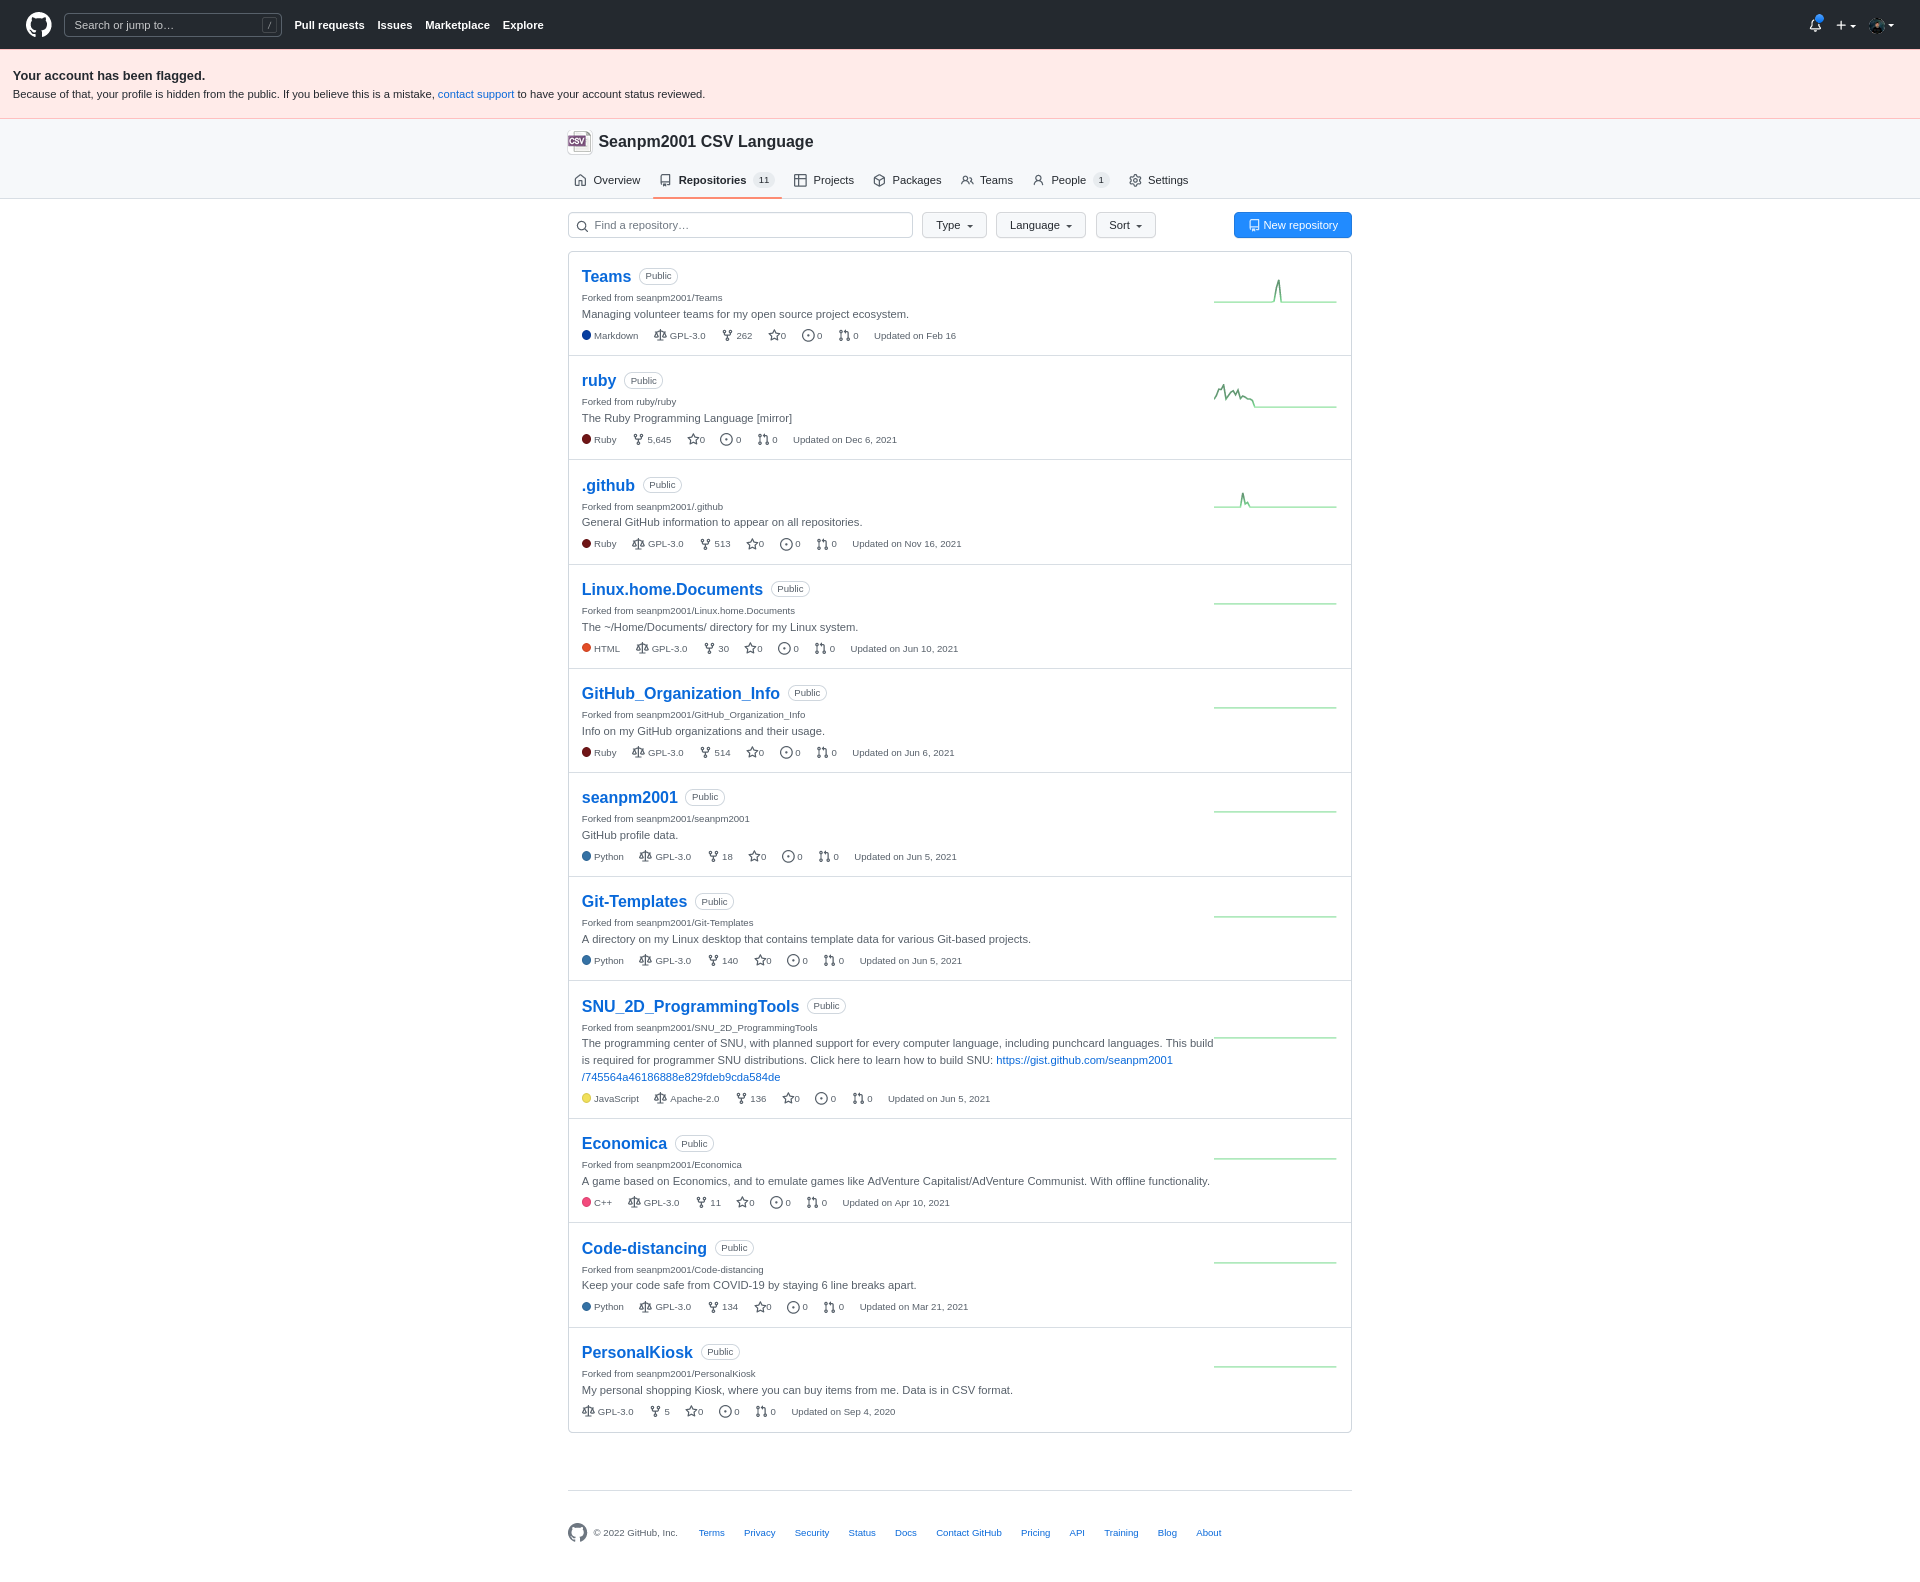 Search or jump to… /
Pull requests Issues Marketplace Explore
Your account has been flagged.
Because of that, your profile is hidden from the public. If you believe this is a mistake, contact support to have your account status reviewed.
CSV Seanpm2001 CSV Language
Overview Repositories 11 Projects Packages Teams People 1 Settings
Find a repository… Type Language Sort New repository
Teams Public
Forked from seanpm2001/Teams
Managing volunteer teams for my open source project ecosystem.
Markdown GPL-3.0 262 0 0 0 Updated on Feb 16
ruby Public
Forked from ruby/ruby
The Ruby Programming Language [mirror]
Ruby 5,645 0 0 0 Updated on Dec 6, 2021
.github Public
Forked from seanpm2001/.github
General GitHub information to appear on all repositories.
Ruby GPL-3.0 513 0 0 0 Updated on Nov 16, 2021
Linux.home.Documents Public
Forked from seanpm2001/Linux.home.Documents
The ~/Home/Documents/ directory for my Linux system.
HTML GPL-3.0 30 0 0 0 Updated on Jun 10, 2021
GitHub_Organization_Info Public
Forked from seanpm2001/GitHub_Organization_Info
Info on my GitHub organizations and their usage.
Ruby GPL-3.0 514 0 0 0 Updated on Jun 6, 2021
seanpm2001 Public
Forked from seanpm2001/seanpm2001
GitHub profile data.
Python GPL-3.0 18 0 0 0 Updated on Jun 5, 2021
Git-Templates Public
Forked from seanpm2001/Git-Templates
A directory on my Linux desktop that contains template data for various Git-based projects.
Python GPL-3.0 140 0 0 0 Updated on Jun 5, 2021
SNU_2D_ProgrammingTools Public
Forked from seanpm2001/SNU_2D_ProgrammingTools
The programming center of SNU, with planned support for every computer language, including punchcard languages. This build
is required for programmer SNU distributions. Click here to learn how to build SNU: https://gist.github.com/seanpm2001
/745564a46186888e829fdeb9cda584de
JavaScript Apache-2.0 136 0 0 0 Updated on Jun 5, 2021
Economica Public
Forked from seanpm2001/Economica
A game based on Economics, and to emulate games like AdVenture Capitalist/AdVenture Communist. With offline functionality.
C++ GPL-3.0 11 0 0 0 Updated on Apr 10, 2021
Code-distancing Public
Forked from seanpm2001/Code-distancing
Keep your code safe from COVID-19 by staying 6 line breaks apart.
Python GPL-3.0 134 0 0 0 Updated on Mar 21, 2021
PersonalKiosk Public
Forked from seanpm2001/PersonalKiosk
My personal shopping Kiosk, where you can buy items from me. Data is in CSV format.
GPL-3.0 5 0 0 0 Updated on Sep 4, 2020
© 2022 GitHub, Inc. Terms Privacy Security Status Docs Contact GitHub Pricing API Training Blog About